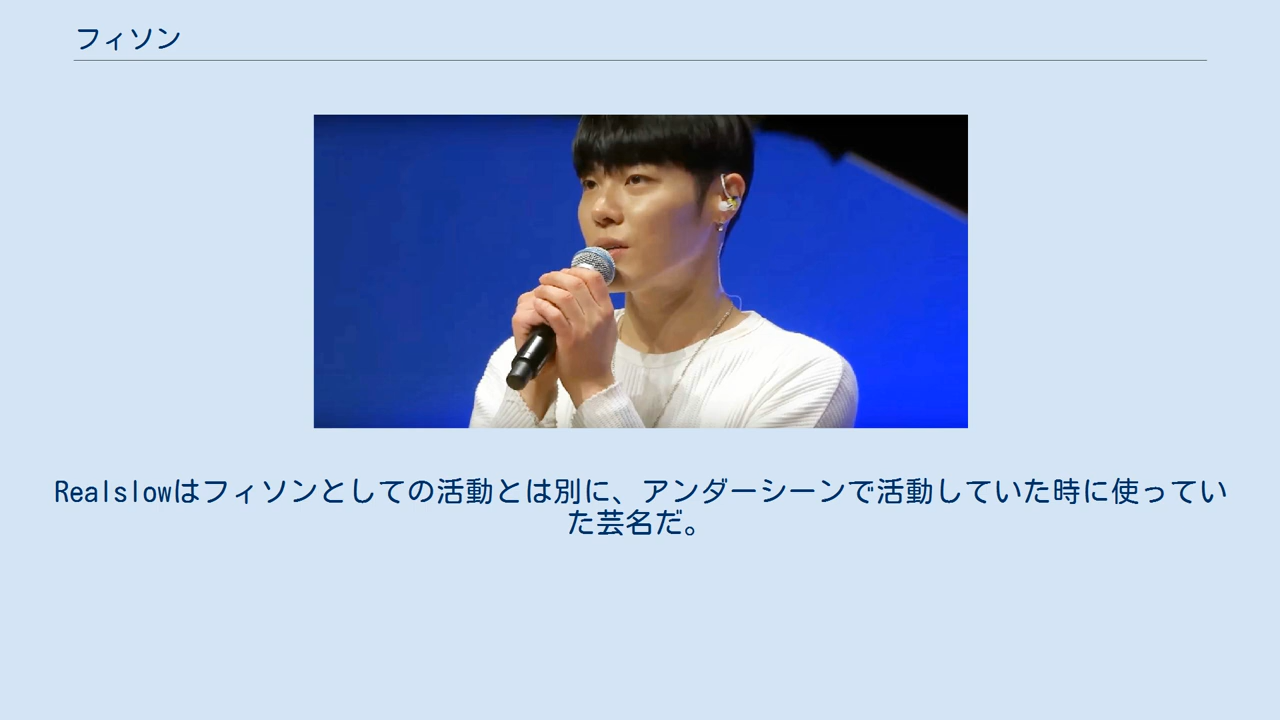 フィソン
Realslowはフィソンとしての活動とは別に、アンダーシーンで活動していた時に使ってい
た芸名だ。